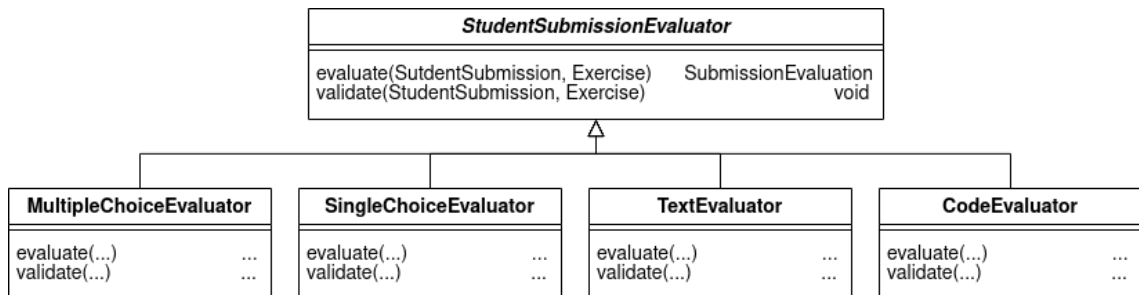 StudentSubmissionEvaluator
evaluate(SutdentSubmission, Exercise) SubmissionEvaluation
validate(StudentSubmission, Exercise) void
MultipleChoiceEvaluator
evaluate(...) ...
validate(...) ...
SingleChoiceEvaluator
evaluate(...) ...
validate(...) ...
TextEvaluator
evaluate(...) ...
validate(...) ...
CodeEvaluator
evaluate(...) ...
validate(...) ...